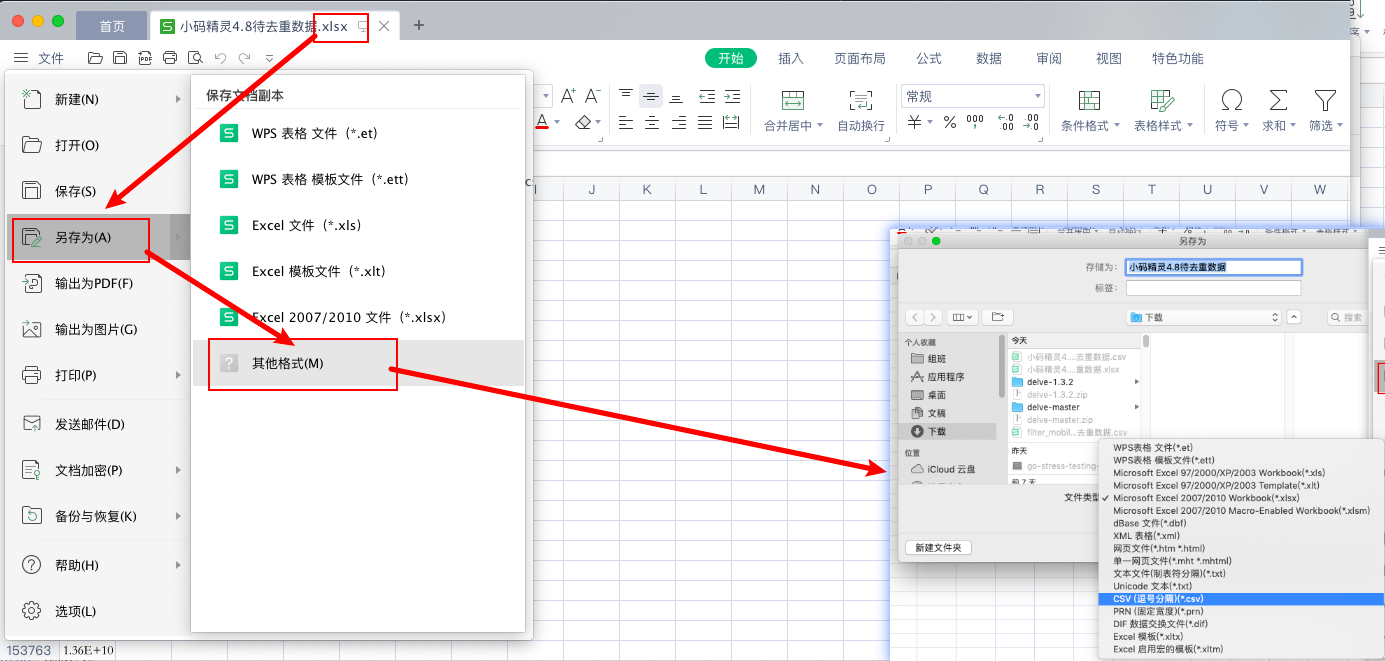 首页
小码精灵4.8待去重数据.xlsx
文件
开始
插入
页面布局
公式
数据
审阅
视图
特色功能
新建(N)
打开(O)
保存(S)
另存为(A)
输出为PDF(F)
输出为图片(G)
打印(P)
发送邮件(D)
文档加密(P)
备份与恢复(K)
帮助(H)
选项(L)
保存文档副本
WPS 表格 文件（*.et)
WPS 表格 模板文件（*.ett)
Excel 文件（*.xls)
Excel 模板文件（*.xlt)
Excel 2007/2010 文件（*.xlsx)
其他格式(M)
合并居中
自动换行
常规
条件格式
表格样式
符号
求和
筛选
J K L M N O P Q R S T U V W
另存为
存储为:
小码精灵4.8待去重数据
标签:
下载
搜索
个人收藏
组班
应用程序
桌面
文稿
下载
位置
iCloud 云盘
今天
小码精灵4....去重数据.csv
小码精灵4....重数据.xlsx
delve-1.3.2
delve-1.3.2.zip
delve-master
delve-master.zip
filter_mobil...去重数据.csv
昨天
go-stress-testing-
前 7 天
文件类型
新建文件夹
WPS表格 文件(*.et)
WPS表格 模板文件(*.ett)
Microsoft Excel 97/2000/XP/2003 Workbook(*.xls)
Microsoft Excel 97/2000/XP/2003 Template(*.xlt)
Microsoft Excel 2007/2010 Workbook(*.xlsx)
Microsoft Excel 2007/2010 Macro-Enabled Workbook(*.xlsm)
dBase 文件(*.dbf)
XML 表格(*.xml)
网页文件(*.htm *.html)
单一网页文件(*.mht *.mhtml)
文本文件(制表符分隔)(*.txt)
Unicode 文本(*.txt)
CSV (逗号分隔)(*.csv)
PRN (固定宽度)(*.prn)
DIF 数据交换文件(*.dif)
Excel 模板(*.xltx)
Excel 启用宏的模板(*.xltm)
153763 1.36E+10